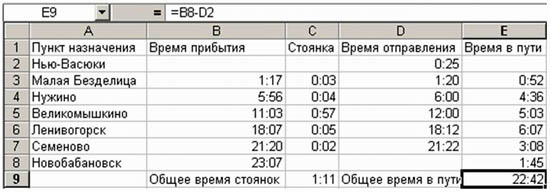 E9 = =B8-D2
A B C D E
1 Пункт назначения Время прибытия Стоянка Время отправления Время в пути
2 Нью-Васюки 0:25
3 Малая Безделица 1:17 0:03 1:20 0:52
4 Нужино 5:56 0:04 6:00 4:36
5 Великомышкино 11:03 0:57 12:00 5:03
6 Ленивогорск 18:07 0:05 18:12 6:07
7 Семеново 21:20 0:02 21:22 3:08
8 Новобабановск 23:07 1:45
9 Общее время стоянок 1:11 Общее время в пути 22:42